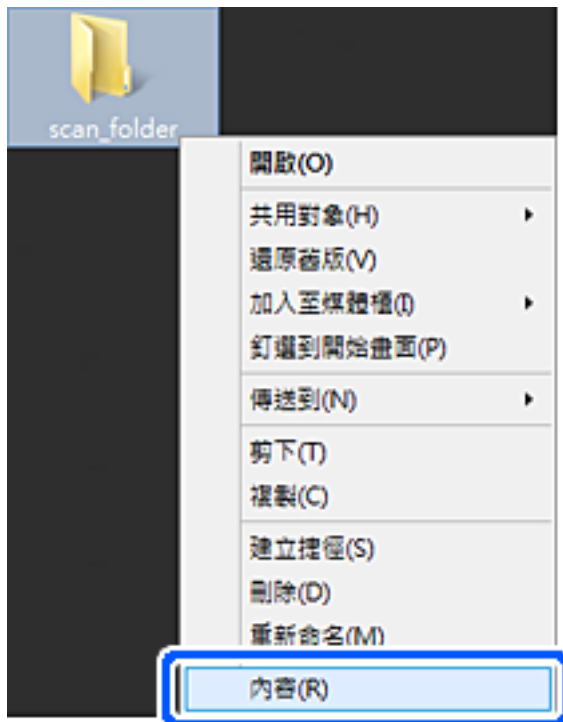 scan_folder
開啟(O)
共用對象(H)
還原舊版(V)
加入至媒體櫃(I)
釘選到開始畫面(P)
傳送到(N)
剪下(T)
複製(C)
建立捷徑(S)
刪除(D)
重新命名(M)
內容(R)